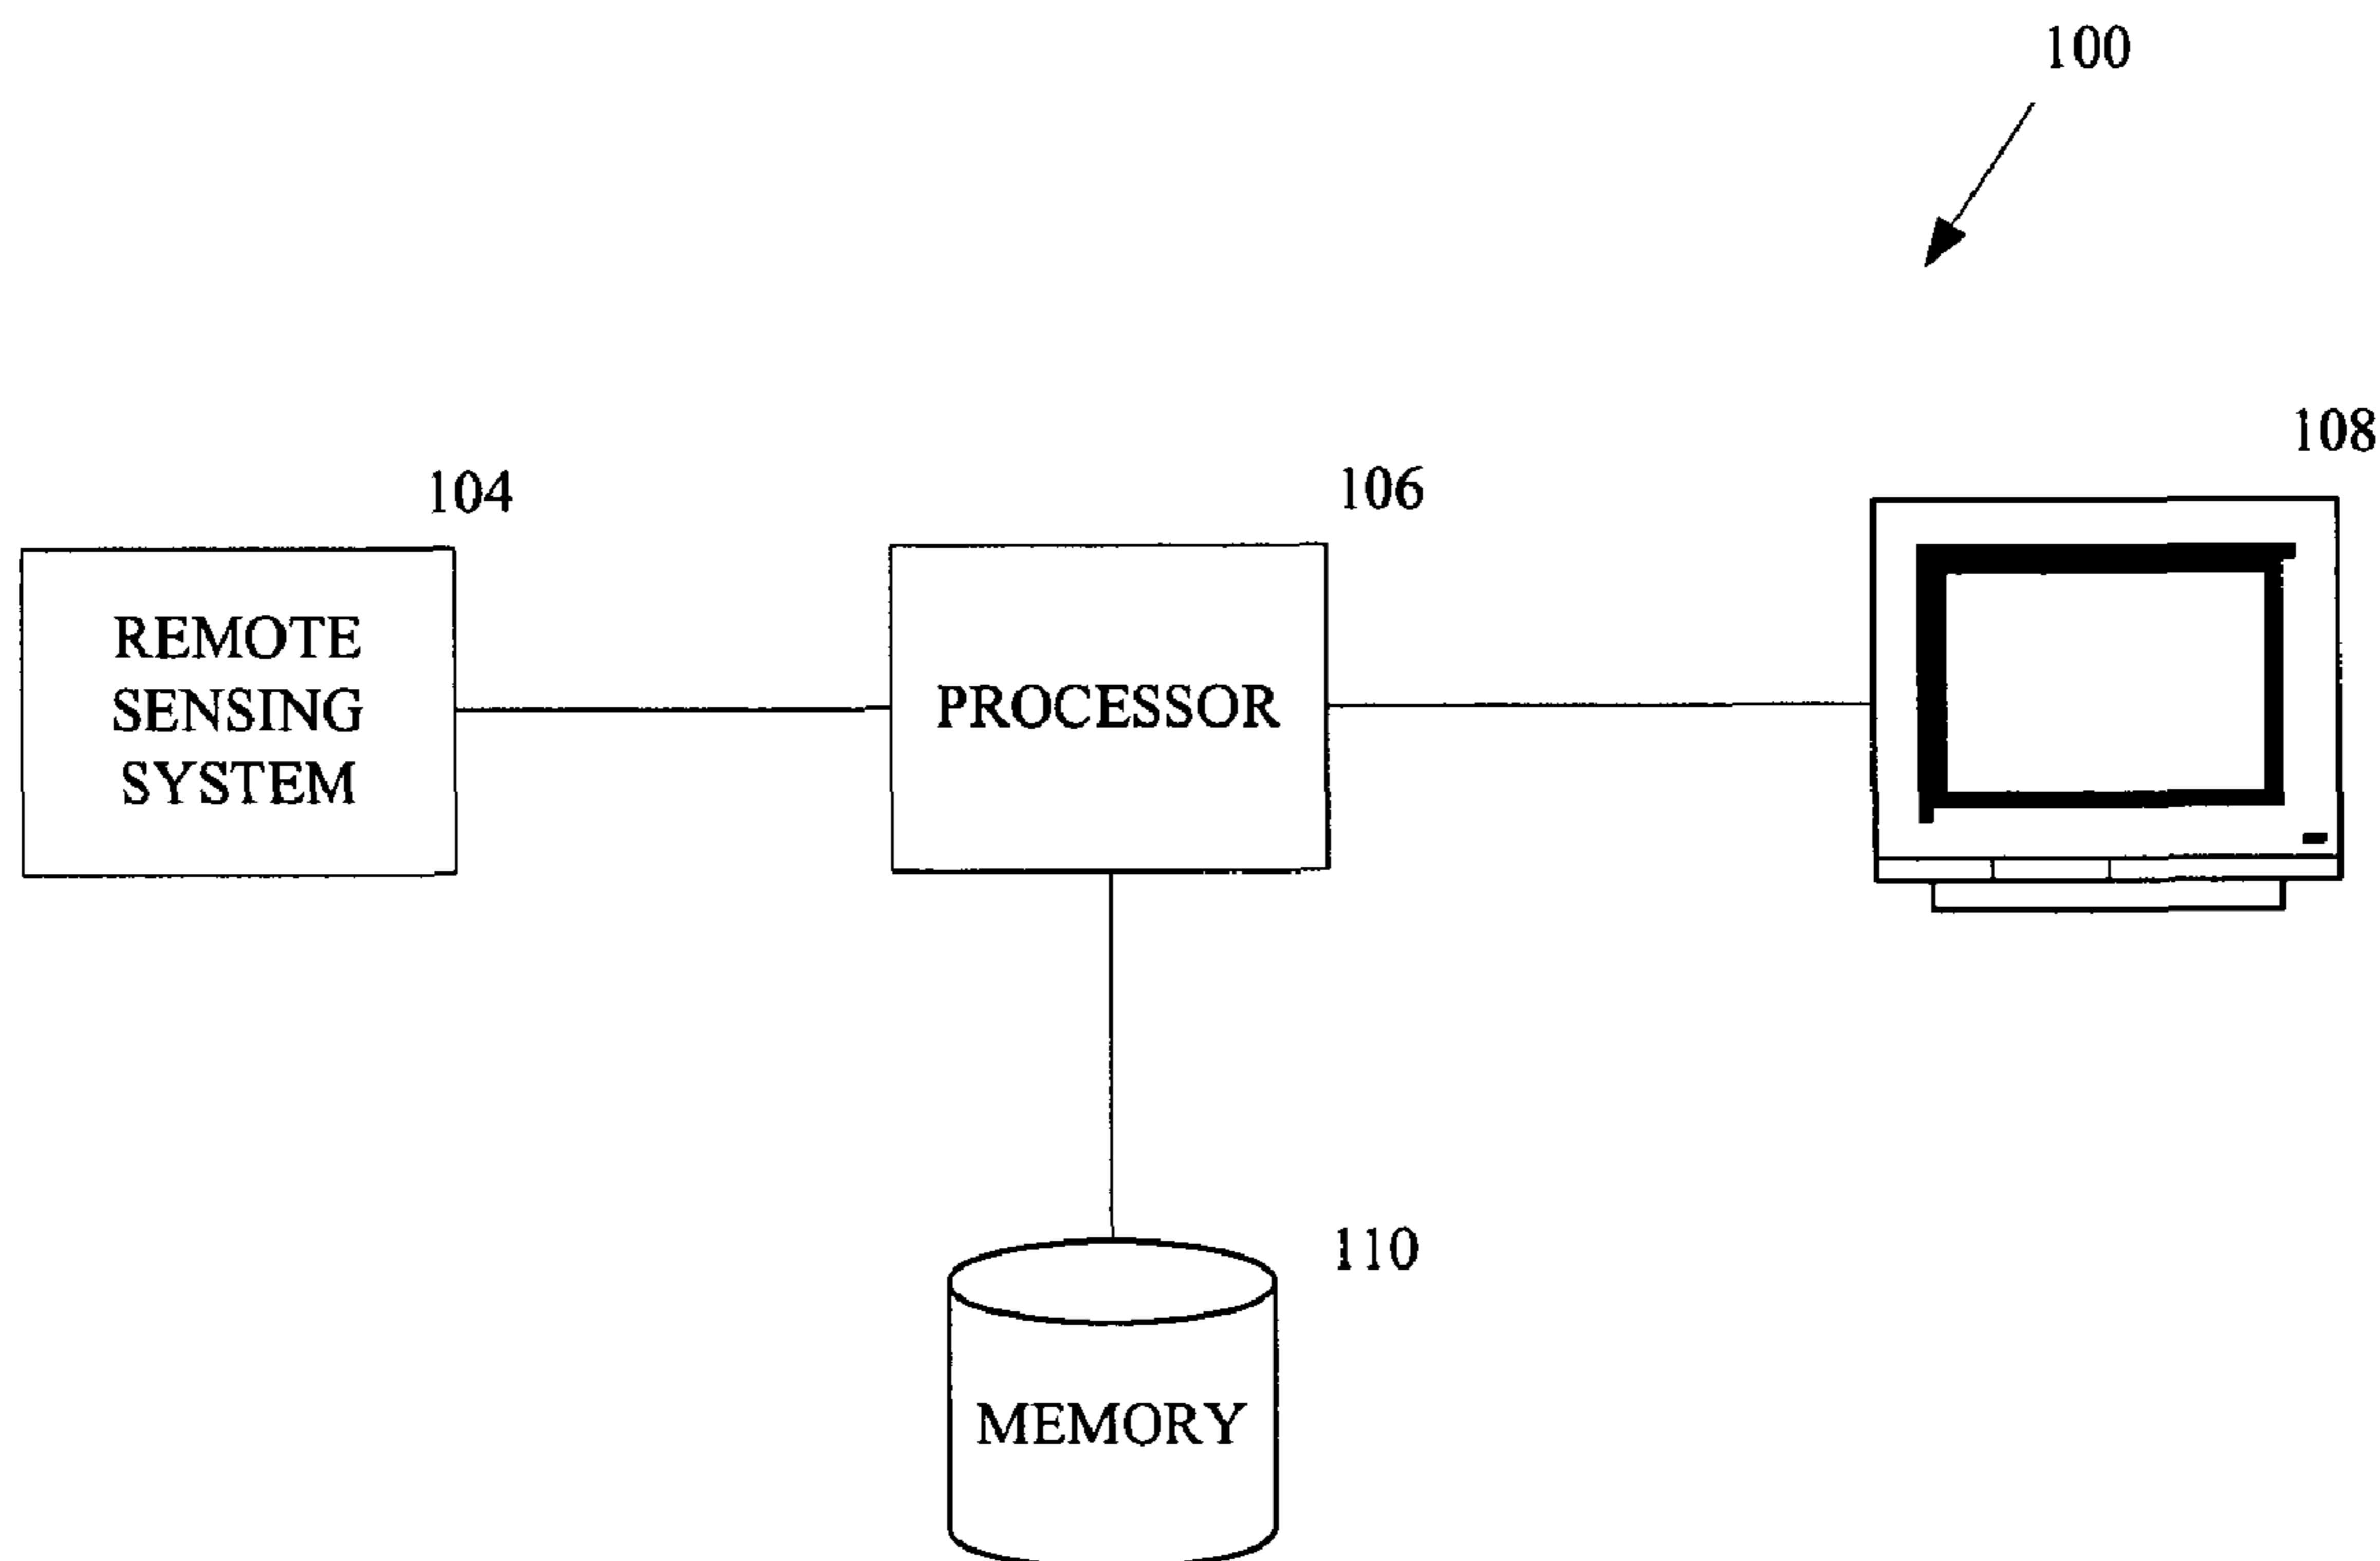 100
108
104
106
REMOTE
SENSING
SYSTEM
PROCESSOR
110
MEMORY